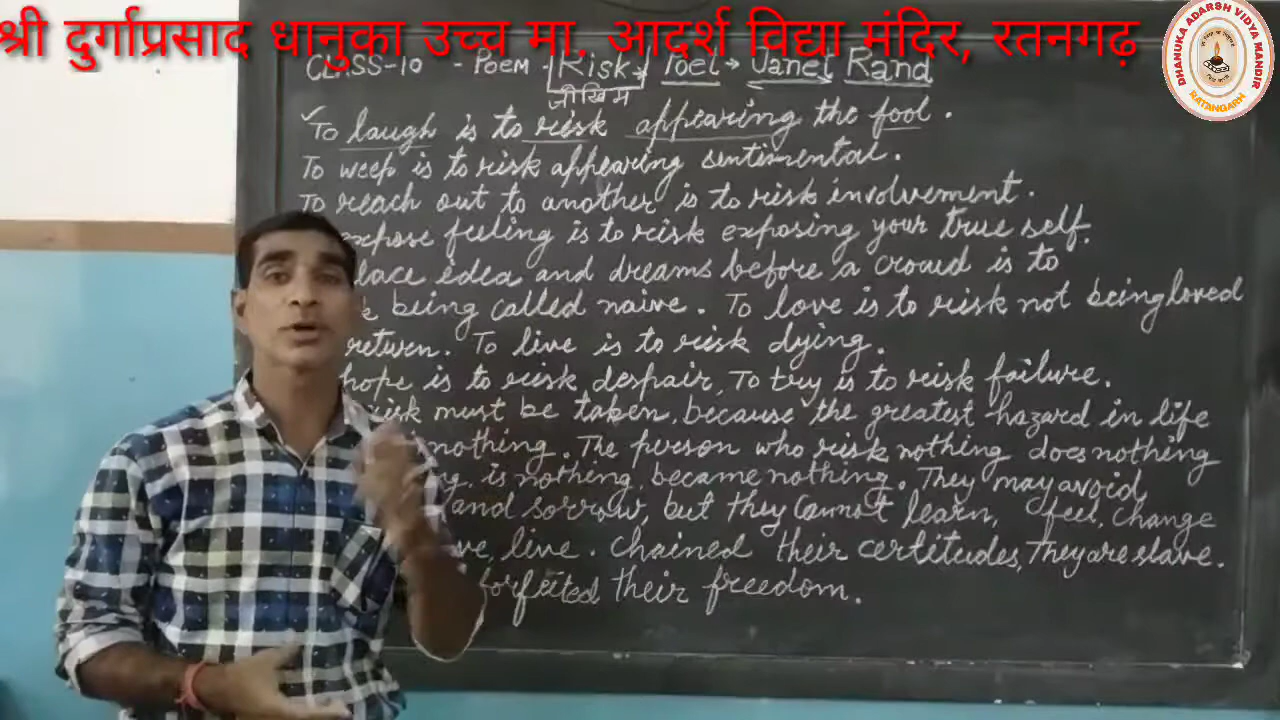 श्री दुर्गाप्रसाद धानुका उच्च मा. आदर्श विद्या मंदिर, रतनगढ़
DHANUKA ADARSH VIDYA MANDIR
RATANGARH
CLASS-10 - Poem - Risk Poet → Janet Rand
जोखिम
To laugh is to risk appearing the fool.
To weep is to risk appearing sentimental.
To reach out to another is to risk involvement.
expose feeling is to risk exposing your true self.
lace idea and dreams before a crowd is to
k being called naive. To love is to risk not being loved
return. To live is to risk dying.
hope is to risk despair, To try is to risk failure.
risk must be taken, because the greatest hazard in life
nothing. The person who risk nothing does nothing
g, is nothing, became nothing. They may avoid
and sorrow, but they cannot learn, feel, change
ve, live. Chained their certitudes, They are slave.
forfeited their freedom.